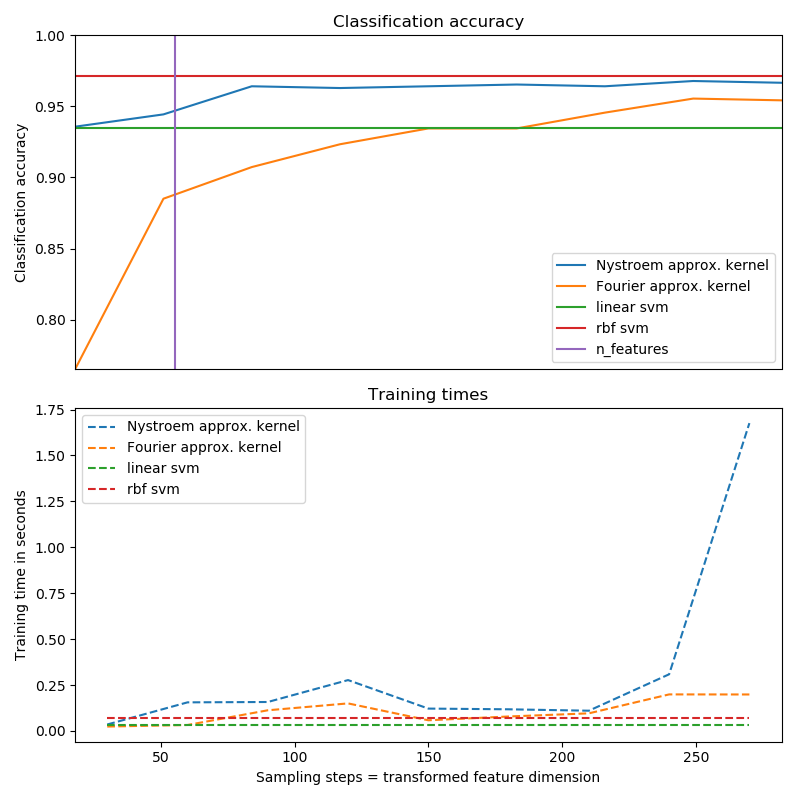 Classification accuracy
1.00
0.95
0.90
0.85
0.80
Classification accuracy
Nystroem approx. kernel
Fourier approx. kernel
linear svm
rbf svm
n_features
Training times
1.75
1.50
1.25
1.00
0.75
0.50
0.25
0.00
Training time in seconds
Nystroem approx. kernel
Fourier approx. kernel
linear svm
rbf svm
50
100
150
200
250
Sampling steps = transformed feature dimension